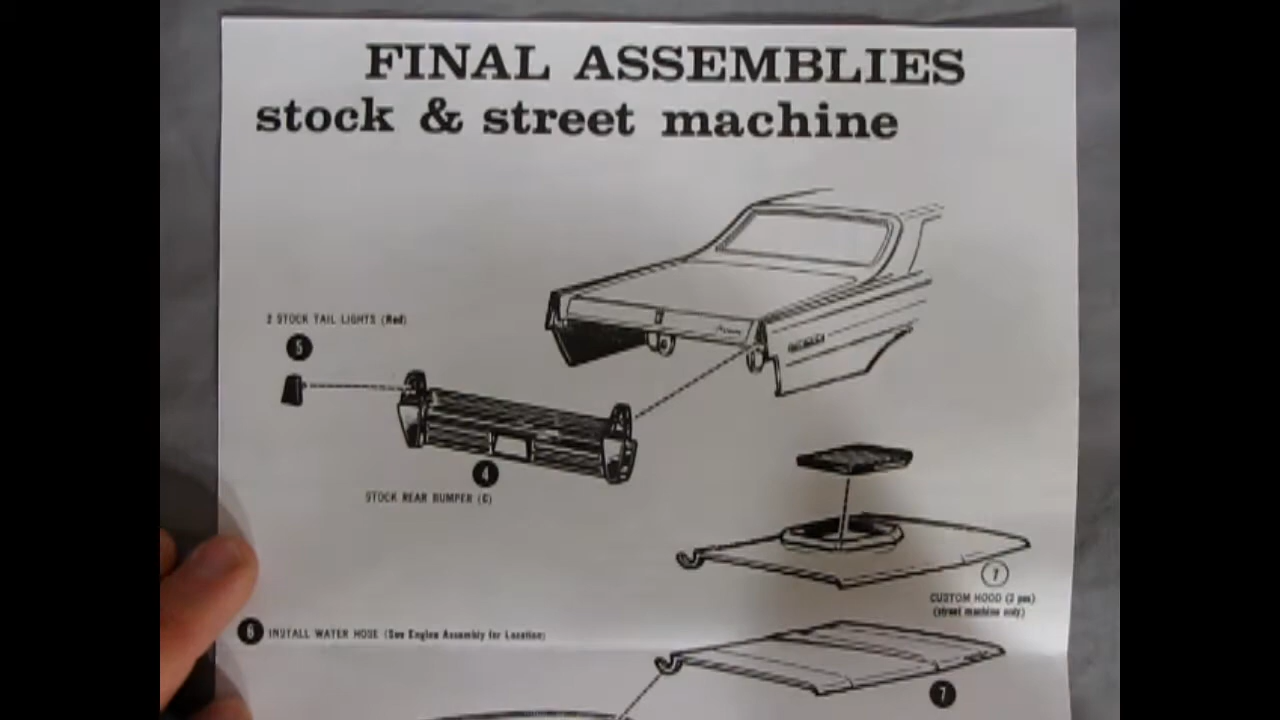 FINAL ASSEMBLIES
stock & street machine
2 STOCK TAIL LIGHTS (Red)
5
4
STOCK REAR BUMPER (C)
7
CUSTOM HOOD (2 pcs)
(street machine only)
6 INSTALL WATER HOSE (See Engine Assembly for Location)
7